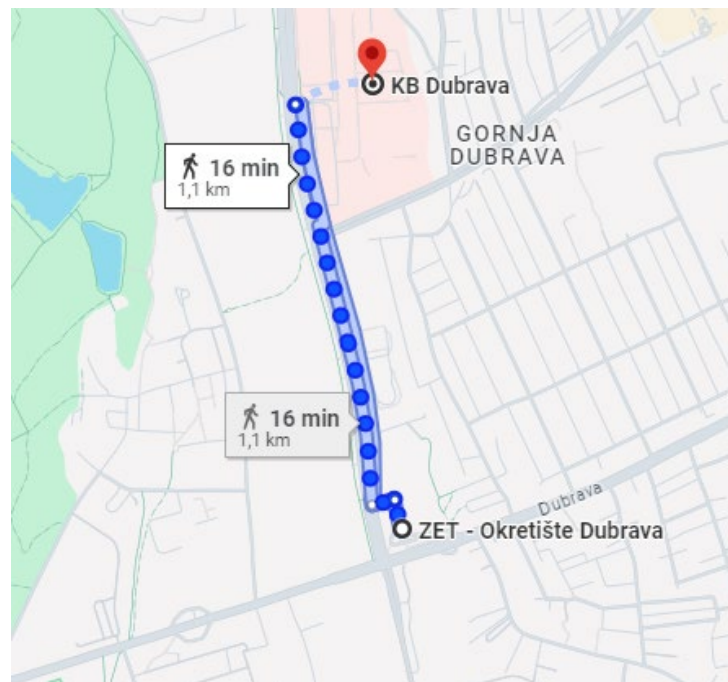 KB Dubrava
GORNJA
DUBRAVA
16 min
1,1 km
16 min
1,1 km
Dubrava
ZET - Okretište Dubrava